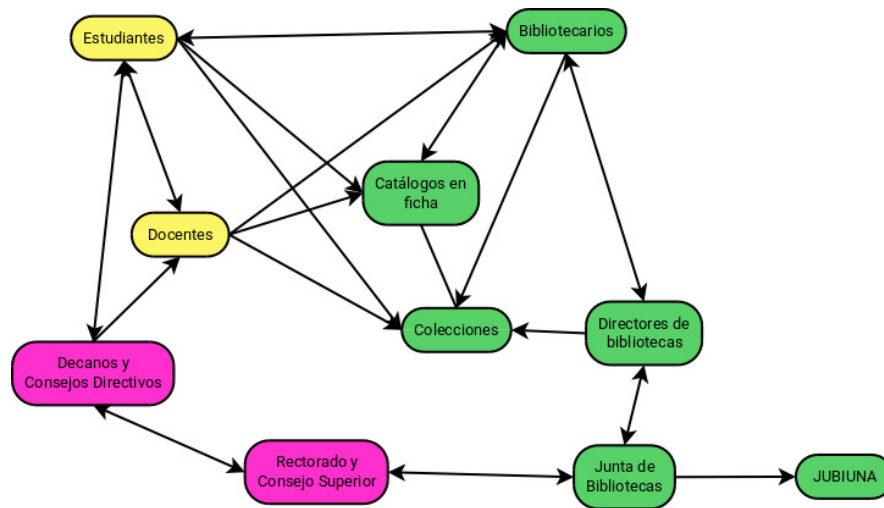 Estudiantes
Bibliotecarios
Catálogos en
ficha
Docentes
Colecciones
Directores de
bibliotecas
Decanos y
Consejos Directivos
Rectorado y
Consejo Superior
Junta de
Bibliotecas
JUBIUNA